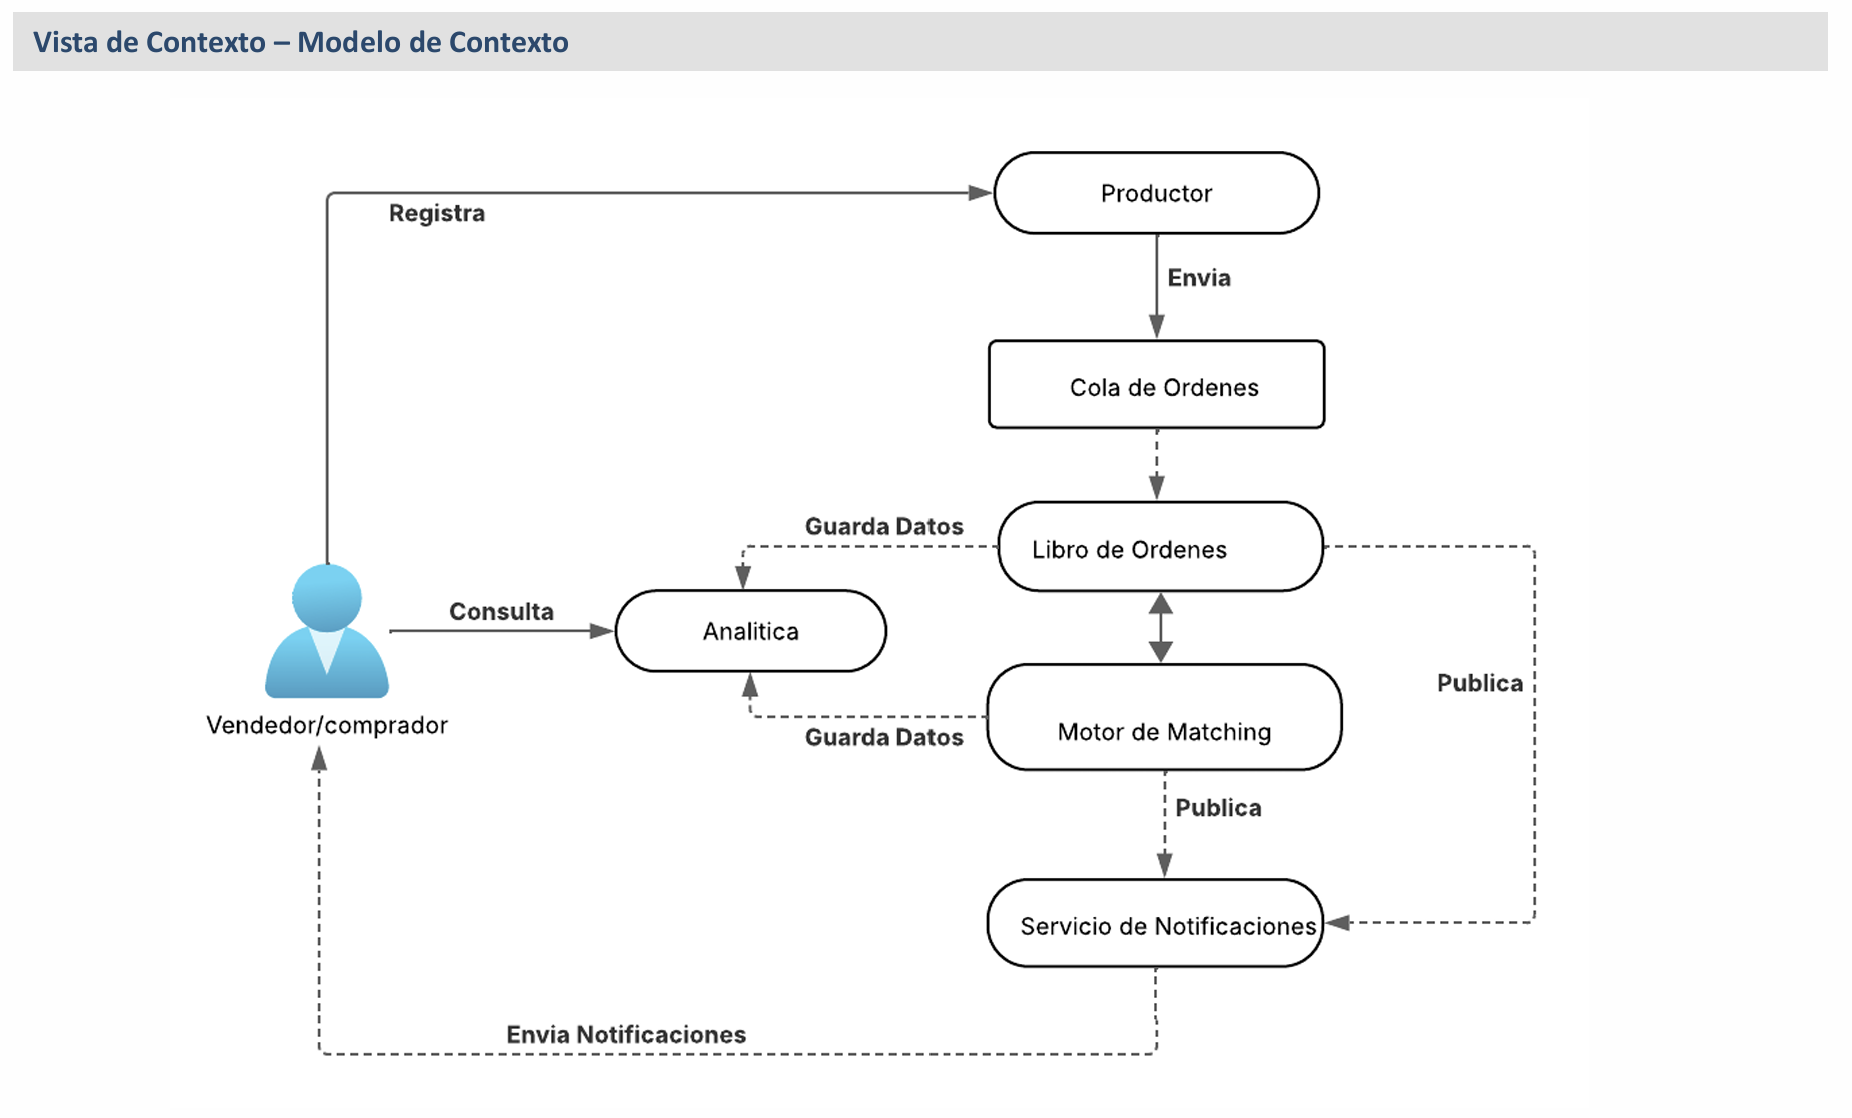 Vista de Contexto – Modelo de Contexto
Productor
Registra
Envia
Cola de Ordenes
Guarda Datos
Libro de Ordenes
Consulta
Analitica
Publica
Vendedor/comprador
Guarda Datos
Motor de Matching
Publica
Servicio de Notificaciones
Envia Notificaciones